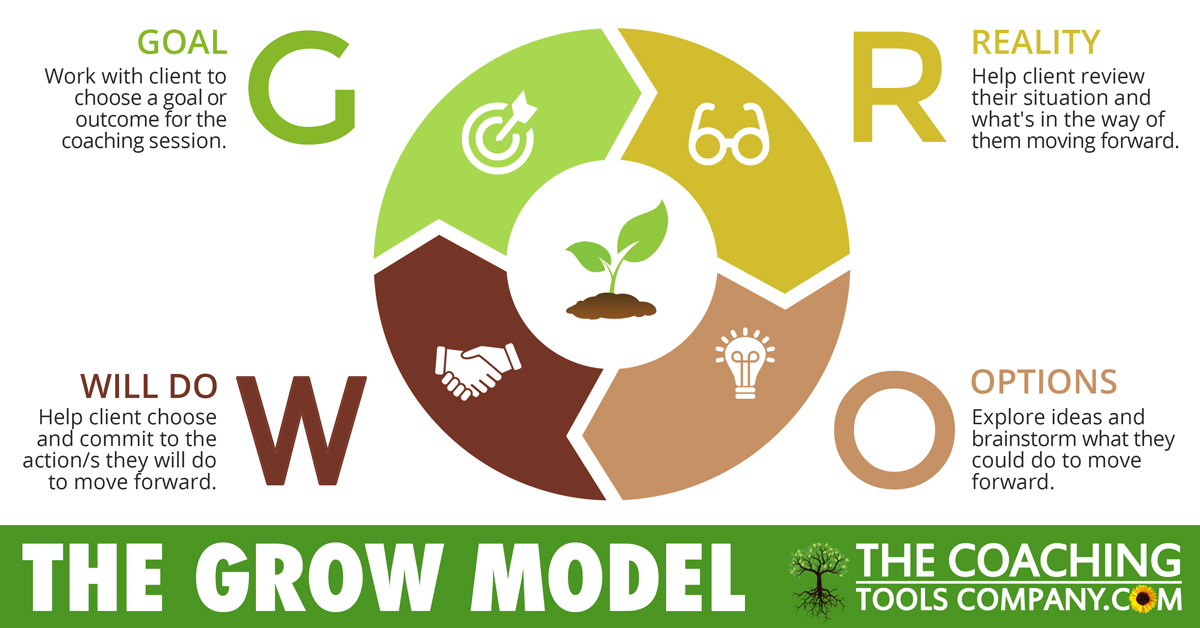 GOAL
Work with client to
choose a goal or
outcome for the
coaching session.
G
R
REALITY
Help client review
their situation and
what's in the way of
them moving forward.
WILL DO
Help client choose
and commit to the
action/s they will do
to move forward.
W
O
OPTIONS
Explore ideas and
brainstorm what they
could do to move
forward.
THE GROW MODEL
THE COACHING
TOOLS COMPANY.COM